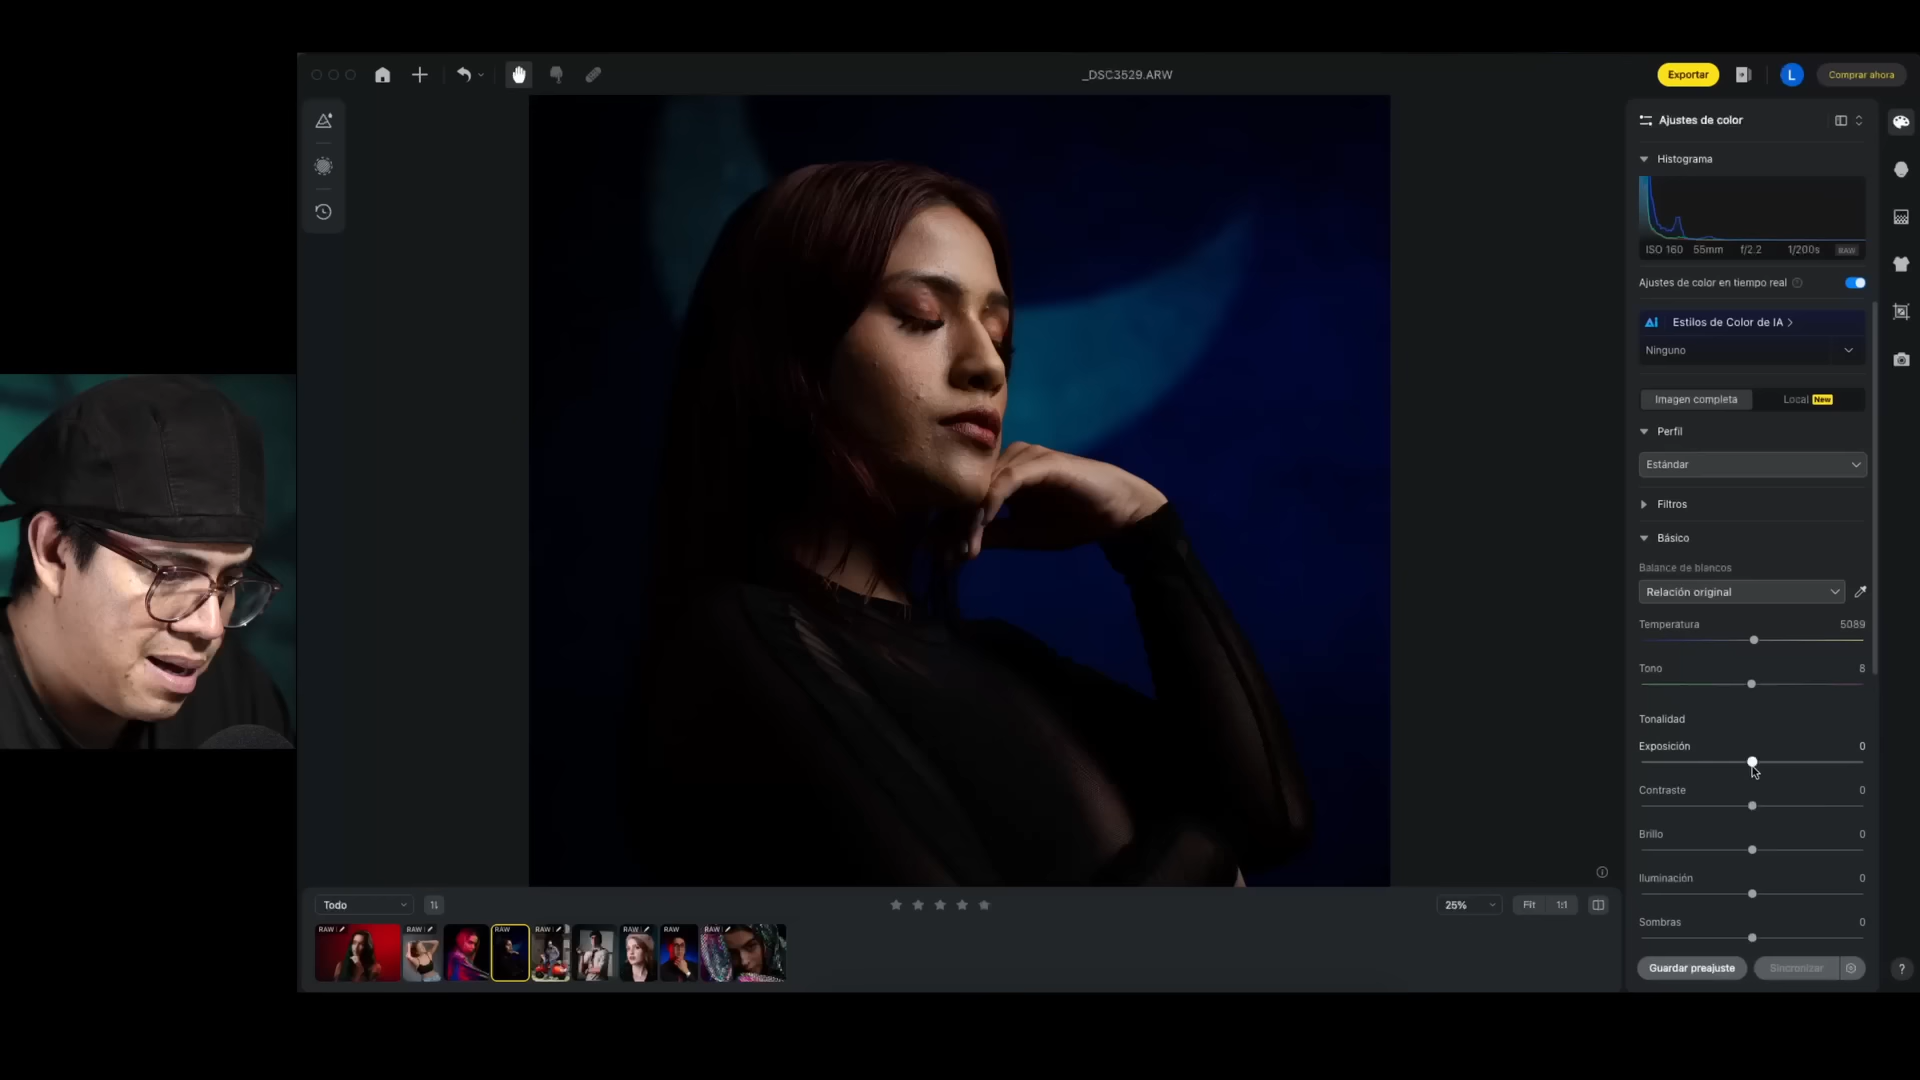 _DSC3529.ARW
Exportar
L
Comprar ahora
Ajustes de color
Histograma
ISO 160 55mm f/2.2 1/200s RAW
Ajustes de color en tiempo real
Ai Estilos de Color de IA >
Ninguno
Imagen completa Local New
Perfil
Estándar
Filtros
Básico
Balance de blancos
Relación original
Temperatura 5089
Tono 8
Tonalidad
Exposición 0
Contraste 0
Brillo 0
Iluminación 0
Sombras 0
Guardar preajuste Sincronizar
?
Todo
25% Fit 1:1
RAW RAW RAW RAW RAW RAW RAW